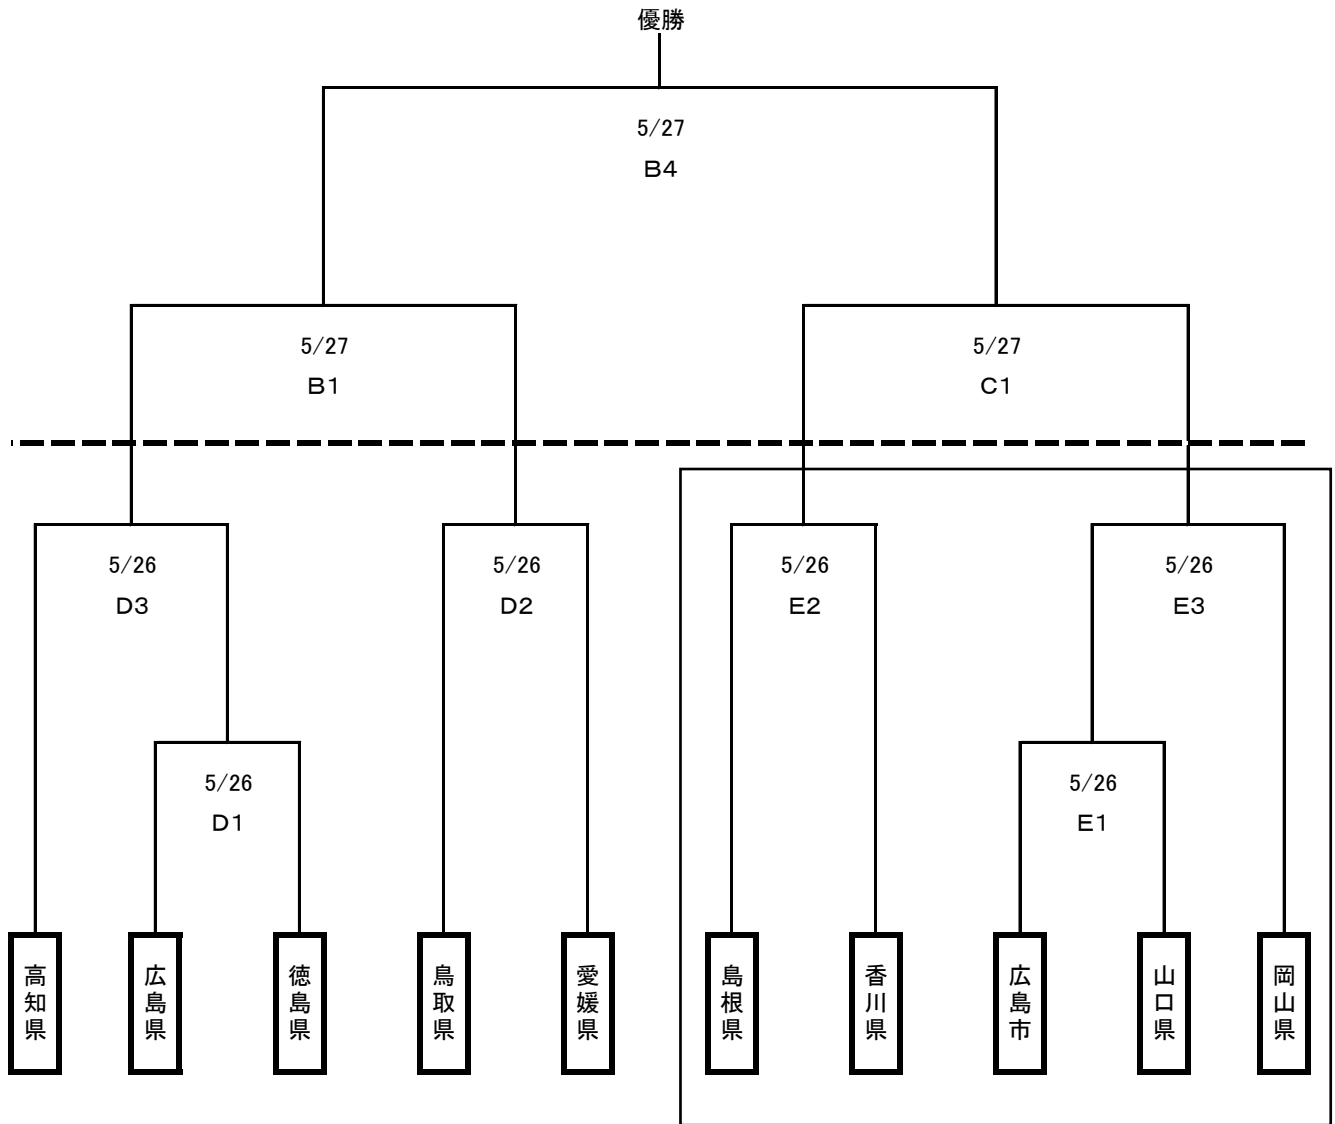 優勝
5/27
B4
5/27
B1
5/27
C1
5/26
D3
5/26
D2
5/26
E2
5/26
E3
5/26
D1
5/26
E1
高知県
広島県
徳島県
鳥取県
愛媛県
島根県
香川県
広島市
山口県
岡山県